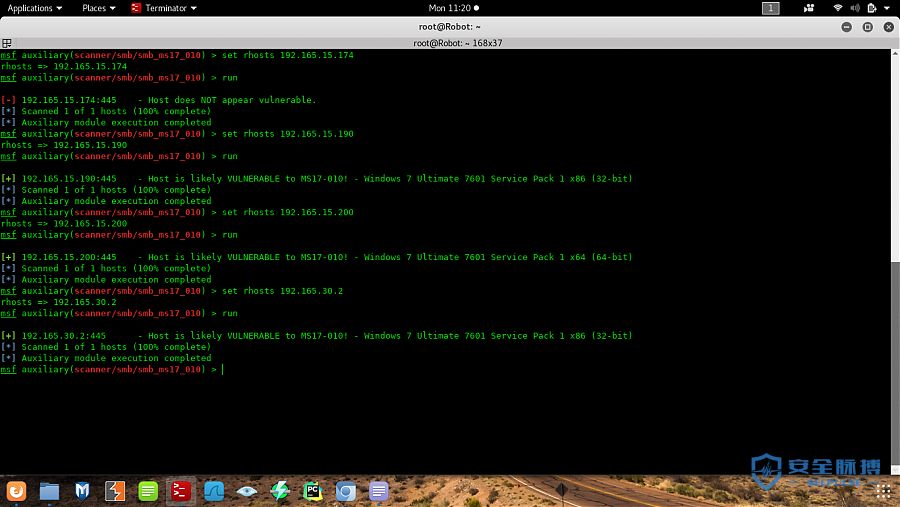 Applications
Places
Terminator
Mon 11:20
1
root@Robot: ~
root@Robot: ~ 168x37
msf auxiliary(scanner/smb/smb_ms17_010) > set rhosts 192.165.15.174
rhosts => 192.165.15.174
msf auxiliary(scanner/smb/smb_ms17_010) > run
[-] 192.165.15.174:445    - Host does NOT appear vulnerable.
[*] Scanned 1 of 1 hosts (100% complete)
[*] Auxiliary module execution completed
msf auxiliary(scanner/smb/smb_ms17_010) > set rhosts 192.165.15.190
rhosts => 192.165.15.190
msf auxiliary(scanner/smb/smb_ms17_010) > run
[+] 192.165.15.190:445    - Host is likely VULNERABLE to MS17-010! - Windows 7 Ultimate 7601 Service Pack 1 x86 (32-bit)
[*] Scanned 1 of 1 hosts (100% complete)
[*] Auxiliary module execution completed
msf auxiliary(scanner/smb/smb_ms17_010) > set rhosts 192.165.15.200
rhosts => 192.165.15.200
msf auxiliary(scanner/smb/smb_ms17_010) > run
[+] 192.165.15.200:445    - Host is likely VULNERABLE to MS17-010! - Windows 7 Ultimate 7601 Service Pack 1 x64 (64-bit)
[*] Scanned 1 of 1 hosts (100% complete)
[*] Auxiliary module execution completed
msf auxiliary(scanner/smb/smb_ms17_010) > set rhosts 192.165.30.2
rhosts => 192.165.30.2
msf auxiliary(scanner/smb/smb_ms17_010) > run
[+] 192.165.30.2:445      - Host is likely VULNERABLE to MS17-010! - Windows 7 Ultimate 7601 Service Pack 1 x86 (32-bit)
[*] Scanned 1 of 1 hosts (100% complete)
[*] Auxiliary module execution completed
msf auxiliary(scanner/smb/smb_ms17_010) >
安全脉搏
PC